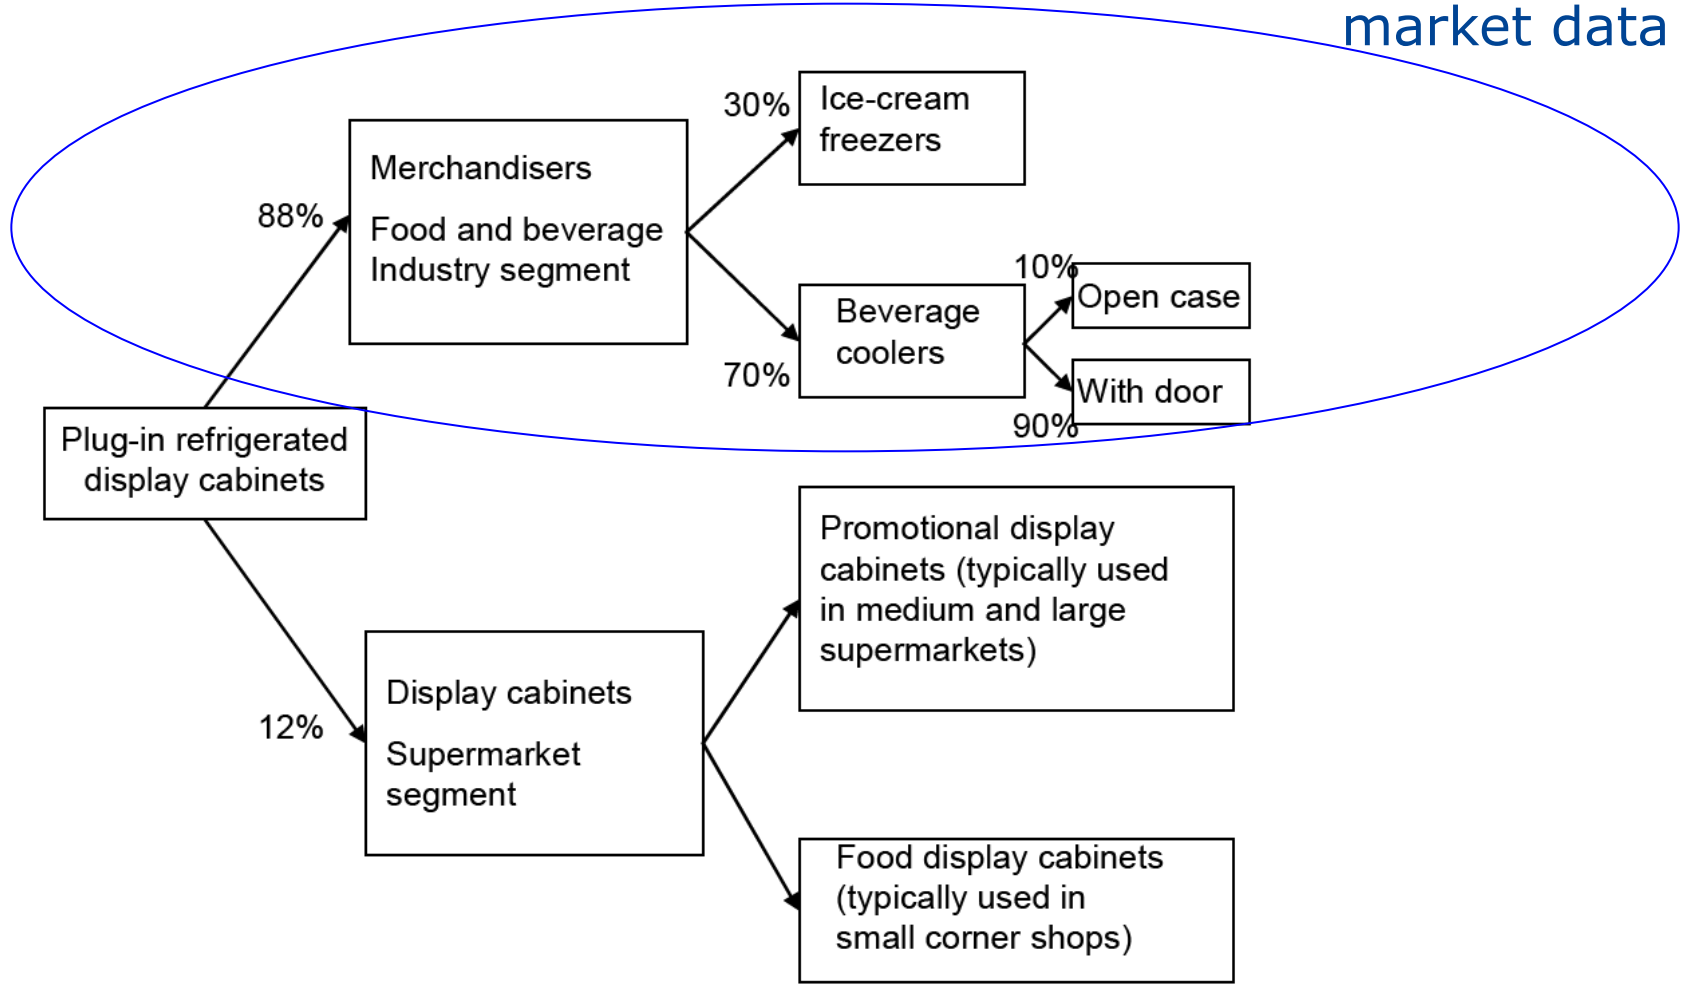 market data
30%
Ice-cream
freezers
Merchandisers
Food and beverage
Industry segment
88%
10%
Open case
Beverage
coolers
70%
With door
90%
Plug-in refrigerated
display cabinets
Promotional display
cabinets (typically used
in medium and large
supermarkets)
12%
Display cabinets
Supermarket
segment
Food display cabinets
(typically used in
small corner shops)